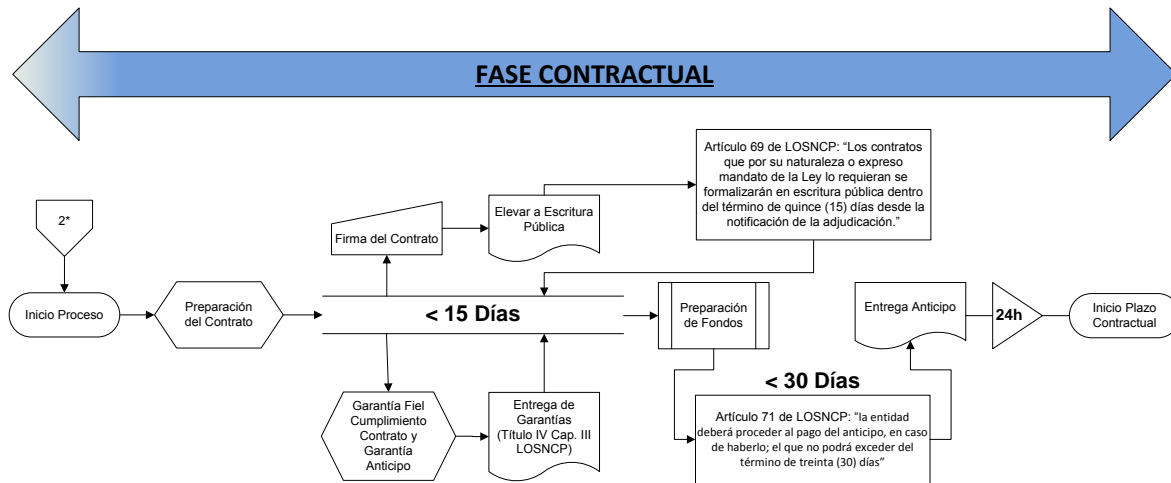 FASE CONTRACTUAL
2*
Inicio Proceso
Preparación
del Contrato
Firma del Contrato
Elevar a Escritura
Pública
Artículo 69 de LOSNCP: “Los contratos
que por su naturaleza o expreso
mandato de la Ley lo requieran se
formalizarán en escritura pública dentro
del término de quince (15) días desde la
notificación de la adjudicación.”
< 15 Días
Garantía Fiel
Cumplimiento
Contrato y
Garantía
Anticipo
Entrega de
Garantías
(Título IV Cap. III
LOSNCP)
Preparación
de Fondos
< 30 Días
Artículo 71 de LOSNCP: “la entidad
deberá proceder al pago del anticipo, en caso
de haberlo; el que no podrá exceder del
término de treinta (30) días”
Entrega Anticipo
24h
Inicio Plazo
Contractual